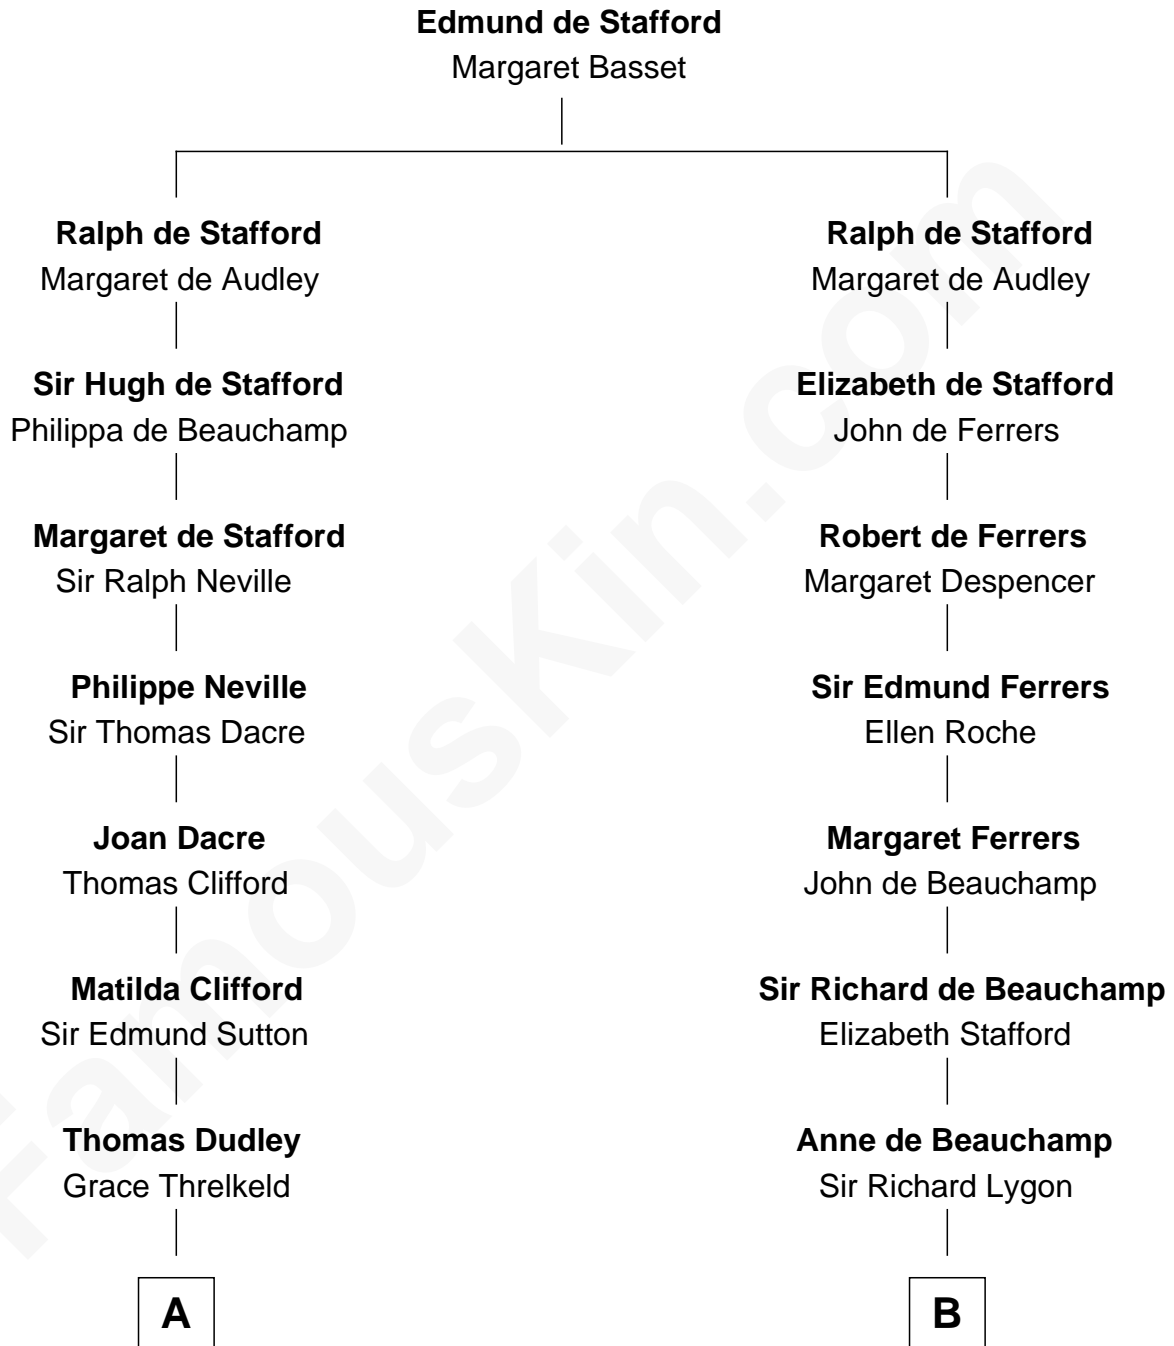 Edmund de Stafford
Margaret Basset
Ralph de Stafford
Margaret de Audley
Sir Hugh de Stafford
Philippa de Beauchamp
Margaret de Stafford
Sir Ralph Neville
Philippe Neville
Sir Thomas Dacre
Joan Dacre
Thomas Clifford
Matilda Clifford
Sir Edmund Sutton
Thomas Dudley
Grace Threlkeld
A
Ralph de Stafford
Margaret de Audley
Elizabeth de Stafford
John de Ferrers
Robert de Ferrers
Margaret Despencer
Sir Edmund Ferrers
Ellen Roche
Margaret Ferrers
John de Beauchamp
Sir Richard de Beauchamp
Elizabeth Stafford
Anne de Beauchamp
Sir Richard Lygon
B
FamousKin.com